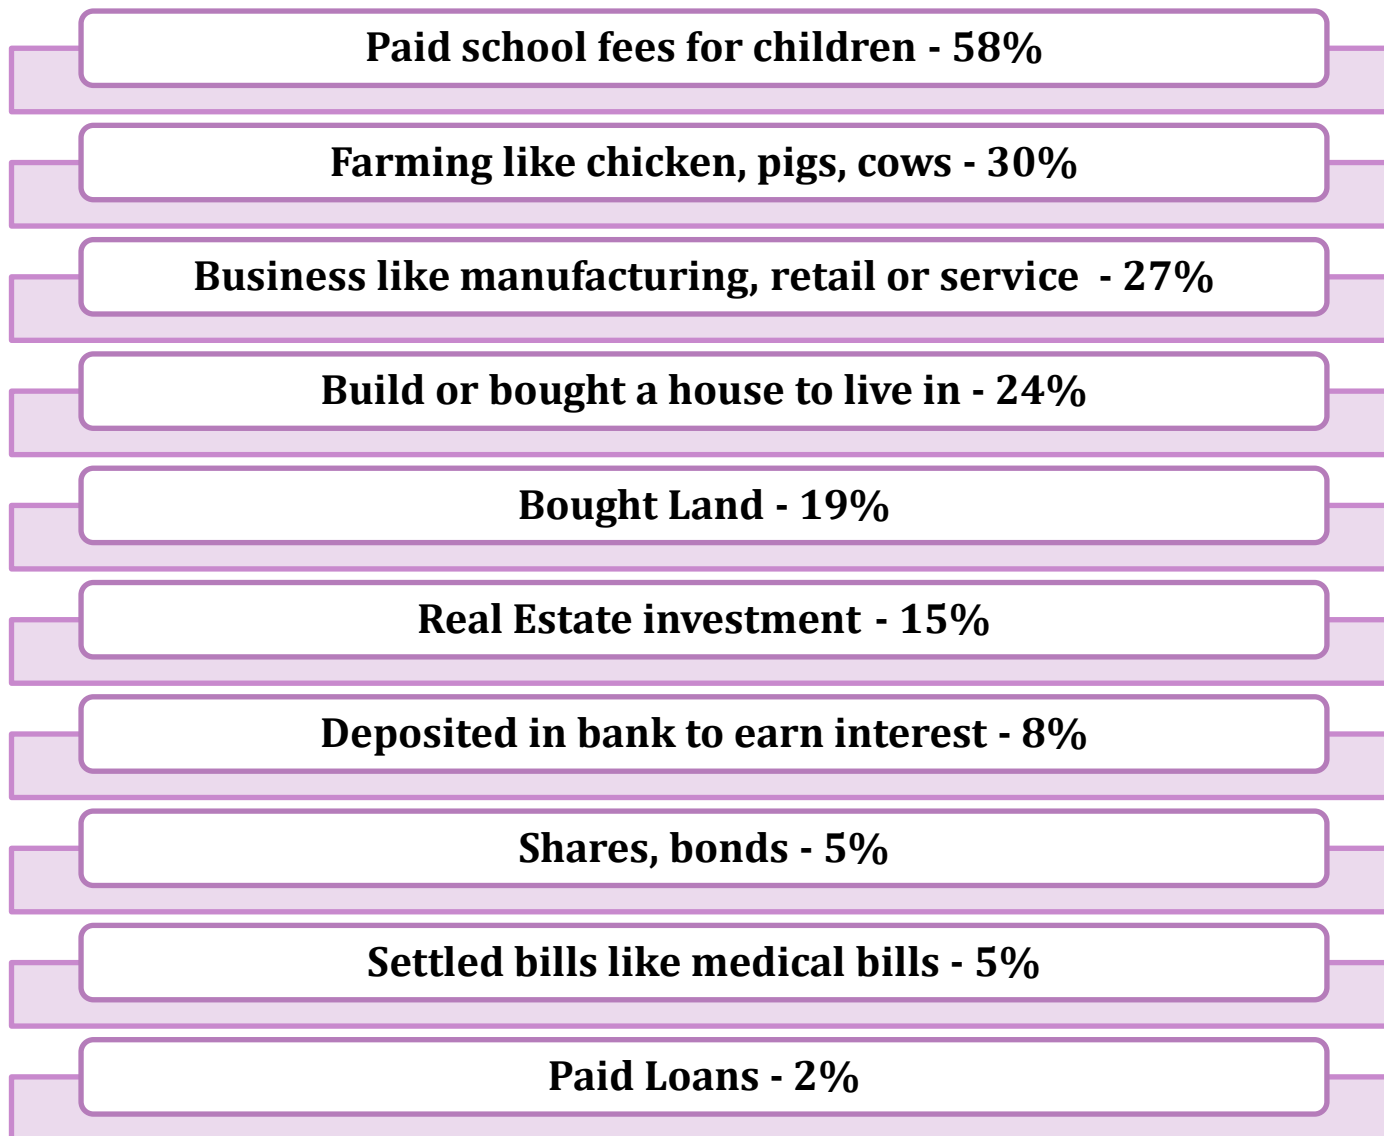 Paid school fees for children - 58%
Farming like chicken, pigs, cows - 30%
Business like manufacturing, retail or service  - 27%
Build or bought a house to live in - 24%
Bought Land - 19%
Real Estate investment - 15%
Deposited in bank to earn interest - 8%
Shares, bonds - 5%
Settled bills like medical bills - 5%
Paid Loans - 2%